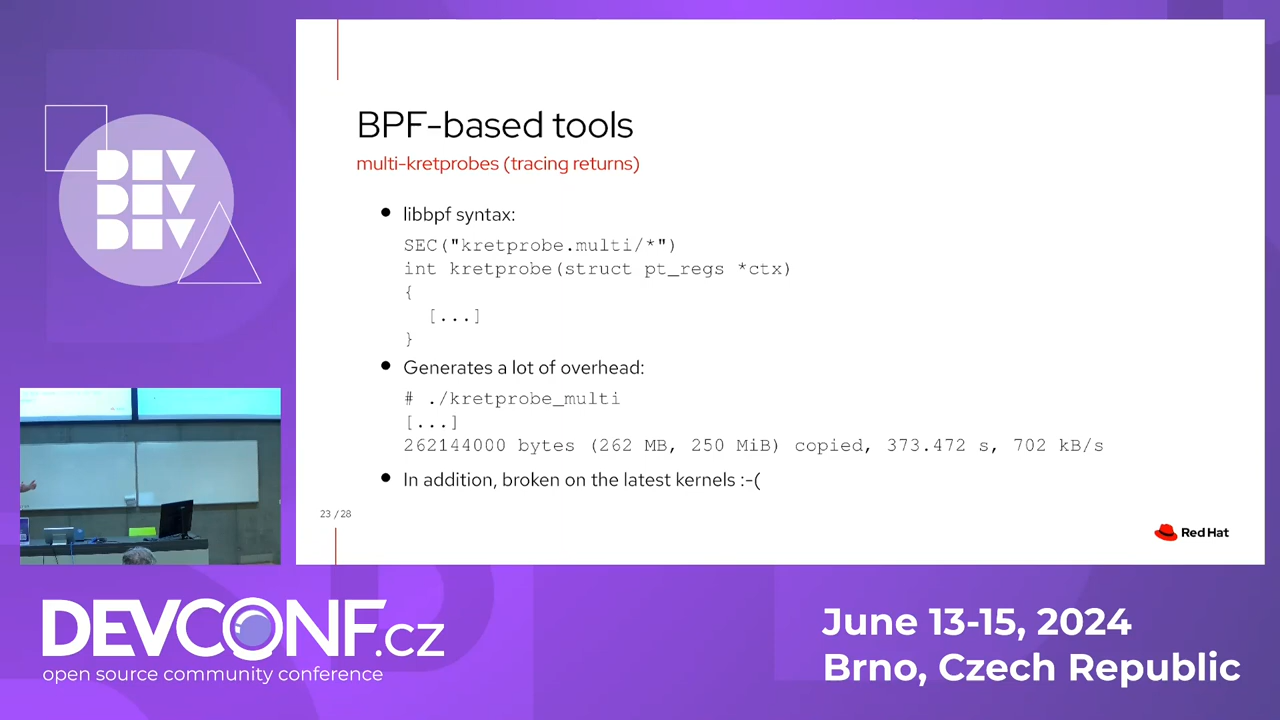 DEV
DEV
DEV
BPF-based tools
multi-kretprobes (tracing returns)
● libbpf syntax:
SEC("kretprobe.multi/*")
int kretprobe(struct pt_regs *ctx)
{
[...]
}
● Generates a lot of overhead:
# ./kretprobe_multi
[...]
262144000 bytes (262 MB, 250 MiB) copied, 373.472 s, 702 kB/s
● In addition, broken on the latest kernels :-(
23/28
Red Hat
DEVCONF.cz
open source community conference
June 13-15, 2024
Brno, Czech Republic